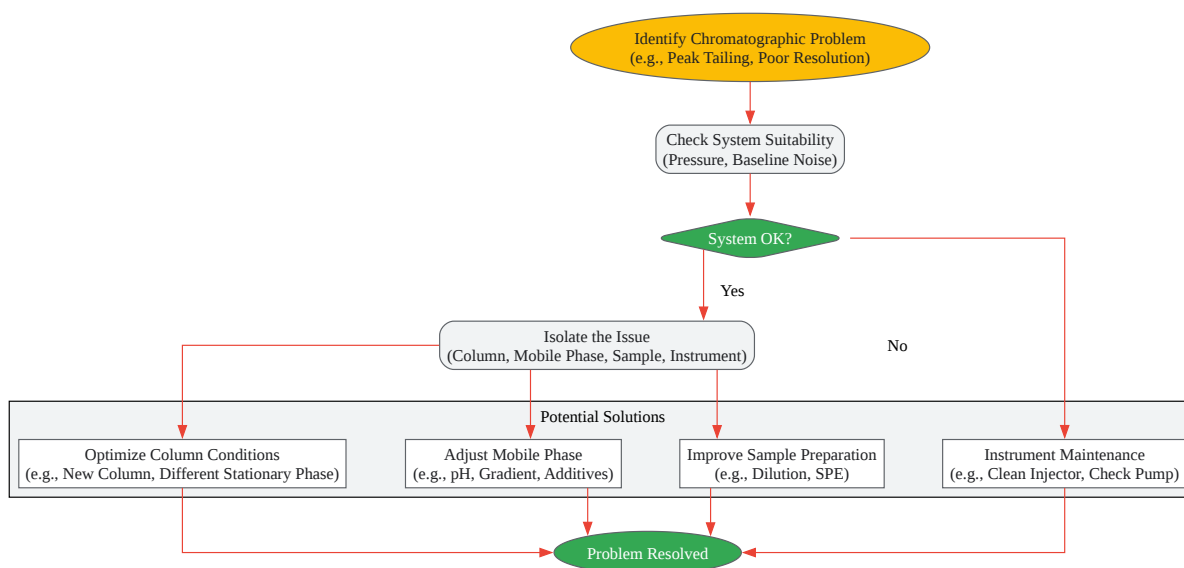 Identify Chromatographic Problem
(e.g., Peak Tailing, Poor Resolution)
Check System Suitability
(Pressure, Baseline Noise)
System OK?
Yes
Isolate the Issue
(Column, Mobile Phase, Sample, Instrument)
No
Potential Solutions
Optimize Column Conditions
(e.g., New Column, Different Stationary Phase)
Adjust Mobile Phase
(e.g., pH, Gradient, Additives)
Improve Sample Preparation
(e.g., Dilution, SPE)
Instrument Maintenance
(e.g., Clean Injector, Check Pump)
Problem Resolved